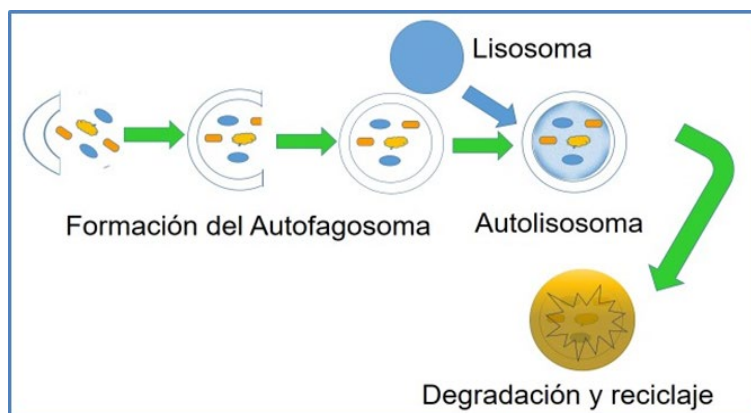 Lisosoma
Formación del Autofagosoma
Autolisosoma
Degradación y reciclaje